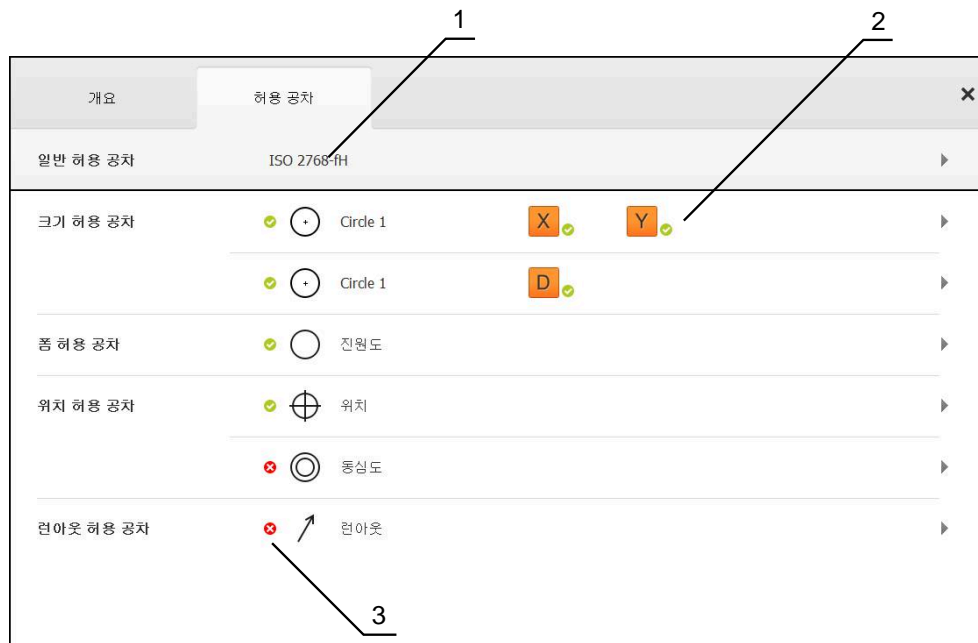 1
2
개요 허용 공차
일반 허용 공차 ISO 2768-fH
크기 허용 공차 Circle 1 X Y
Circle 1 D
폼 허용 공차 진원도
위치 허용 공차 위치
동심도
런아웃 허용 공차 런아웃
3